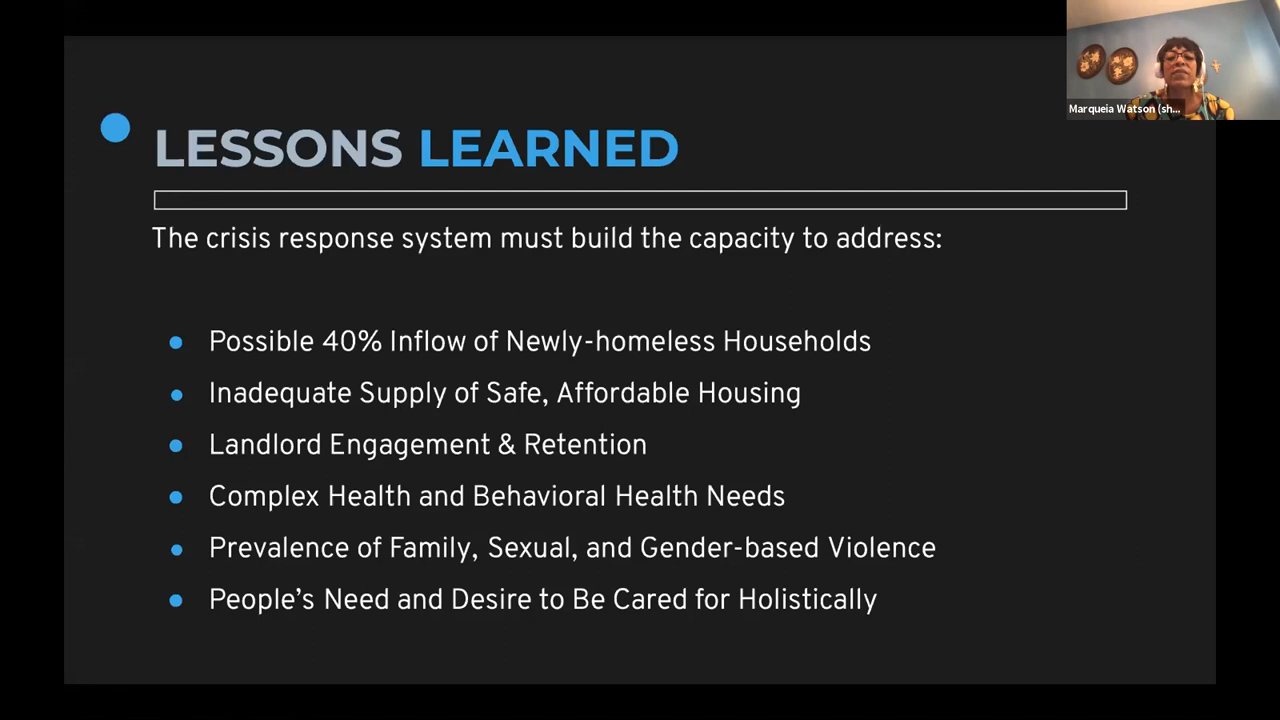 Marqueia Watson (sh...
LESSONS LEARNED
The crisis response system must build the capacity to address:
Possible 40% Inflow of Newly-homeless Households
Inadequate Supply of Safe, Affordable Housing
Landlord Engagement & Retention
Complex Health and Behavioral Health Needs
Prevalence of Family, Sexual, and Gender-based Violence
People’s Need and Desire to Be Cared for Holistically